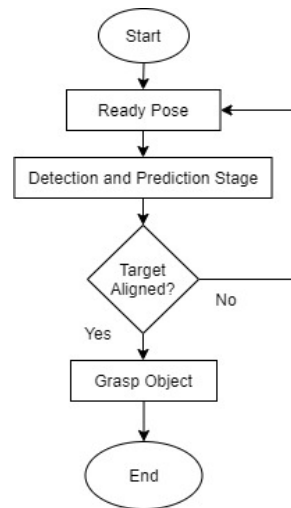 Start
Ready Pose
Detection and Prediction Stage
Target
Aligned?
No
Yes
Grasp Object
End